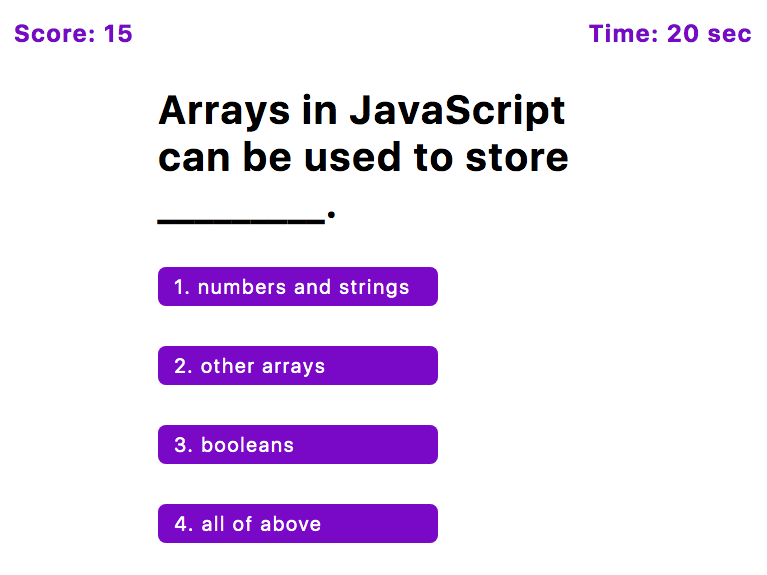 Score: 15
Time: 20 sec
Arrays in JavaScript
can be used to store
_________.
1. numbers and strings
2. other arrays
3. booleans
4. all of above